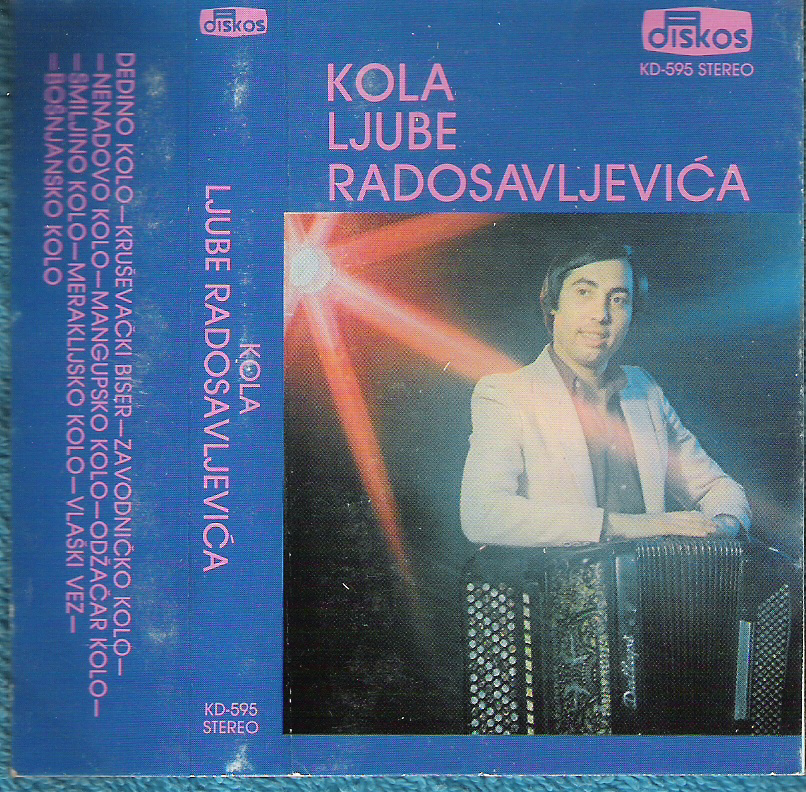 DEDINO KOLO—KRUŠEVAČKI BISER—ZAVODNIČKO KOLO—
—NENADOVO KOLO—MANGUPSKO KOLO—ODŽAČAR KOLO—
—SMILJINO KOLO—MERAKLIJSKO KOLO—VLAŠKI VEZ—
—BOŠNJANSKO KOLO
diskos
KOLA
LJUBE RADOSAVLJEVIĆA
KD-595
STEREO
diskos
KD-595 STEREO
KOLA
LJUBE
RADOSAVLJEVIĆA